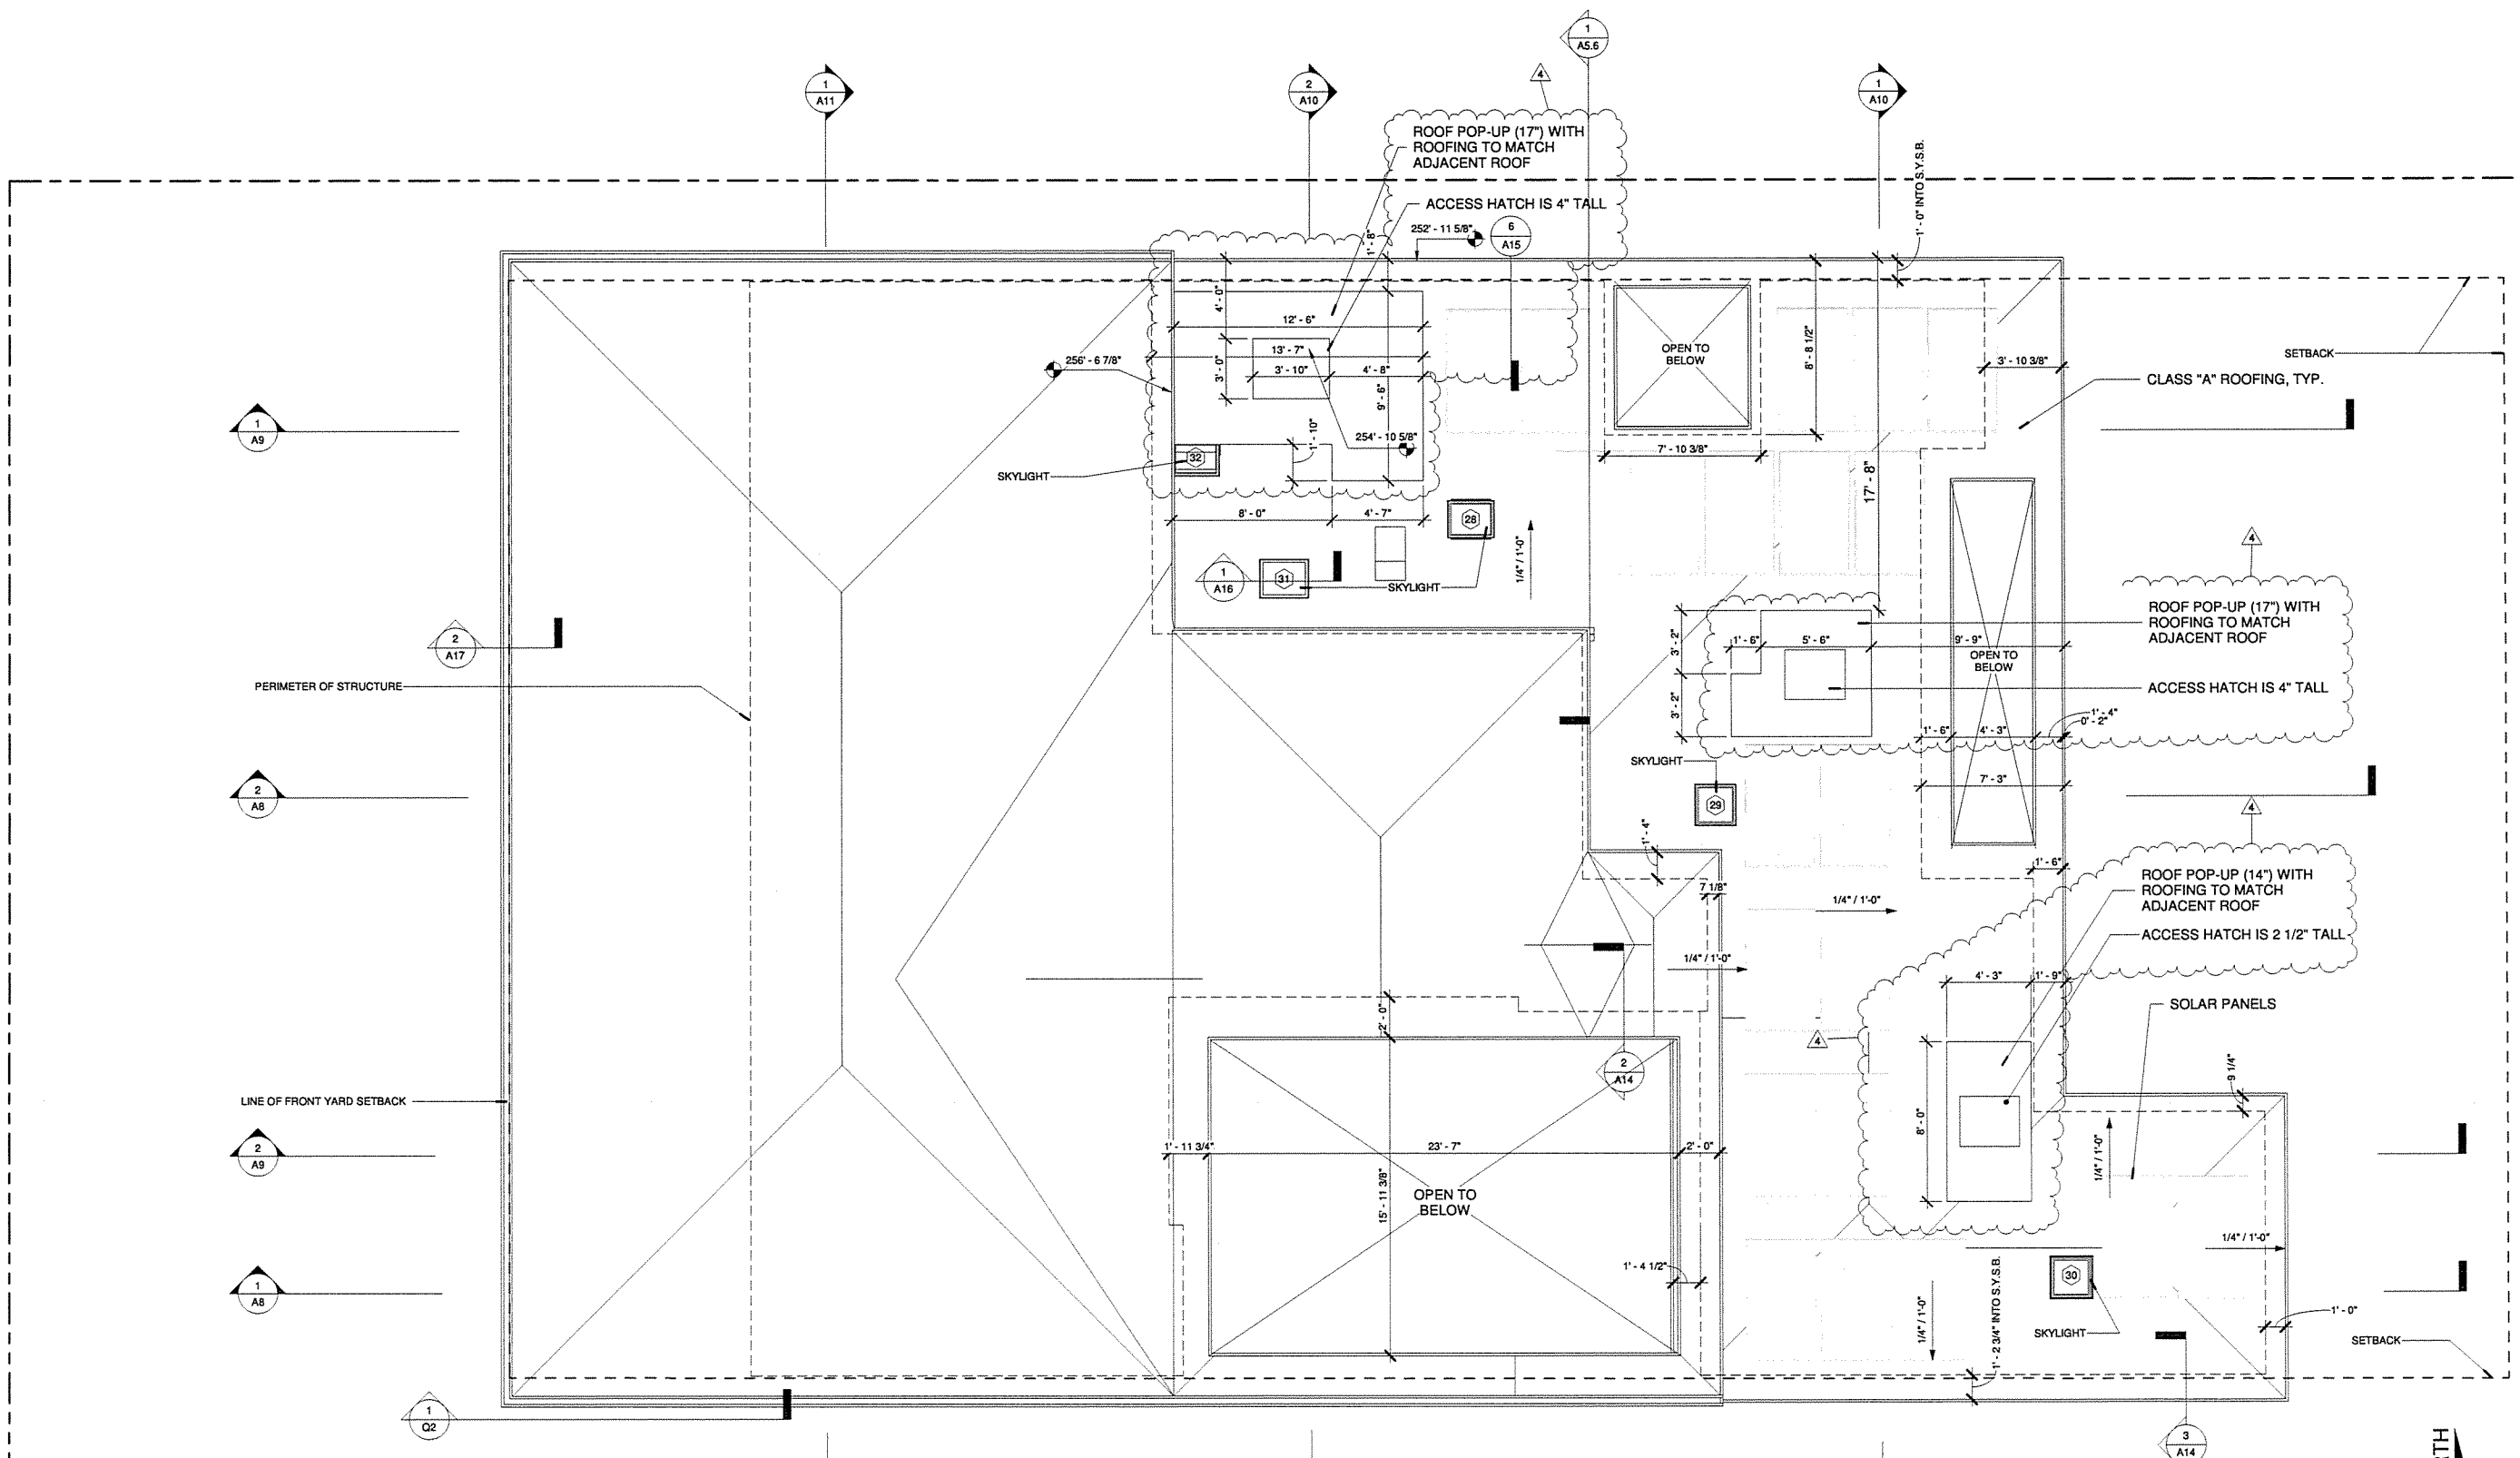 1
A5.6
1
A11
2
A10
4
1
A10
ROOF POP-UP (17") WITH
ROOFING TO MATCH
ADJACENT ROOF
ACCESS HATCH IS 4" TALL
1' - 0" INTO S.Y.S.B.
252' - 11 5/8"
6
A15
1' - 8"
4' - 0"
12' - 6"
13' - 7"
3' - 0"
3' - 10"
4' - 8"
9' - 6"
256' - 6 7/8"
254' - 10 5/8"
1' - 10"
32
SKYLIGHT
8' - 0"
4' - 7"
28
31
SKYLIGHT
1
A16
1/4" / 1'-0"
OPEN TO
BELOW
8' - 8 1/2"
7' - 10 3/8"
17' - 8"
3' - 10 3/8"
SETBACK
CLASS "A" ROOFING, TYP.
1
A9
2
A17
PERIMETER OF STRUCTURE
4
ROOF POP-UP (17") WITH
ROOFING TO MATCH
ADJACENT ROOF
ACCESS HATCH IS 4" TALL
3' - 2"
1' - 6"
5' - 6"
9' - 9"
3' - 2"
OPEN TO
BELOW
1' - 4"
0' - 2"
1' - 6"
4' - 3"
7' - 3"
SKYLIGHT
29
2
A8
4
1' - 4"
7 1/8"
1' - 6"
ROOF POP-UP (14") WITH
ROOFING TO MATCH
ADJACENT ROOF
ACCESS HATCH IS 2 1/2" TALL
1/4" / 1'-0"
1/4" / 1'-0"
4' - 3"
1' - 9"
SOLAR PANELS
4
2' - 0"
2
A14
9 1/4"
8' - 0"
LINE OF FRONT YARD SETBACK
2
A9
1' - 11 3/4"
23' - 7"
2' - 0"
15' - 11 3/8"
OPEN TO
BELOW
1/4" / 1'-0"
1/4" / 1'-0"
1' - 4 1/2"
30
SKYLIGHT
1
A8
1/4" / 1'-0"
1' - 2 3/4" INTO S.Y.S.B.
1' - 0"
SETBACK
1
Q2
3
A14
RTH